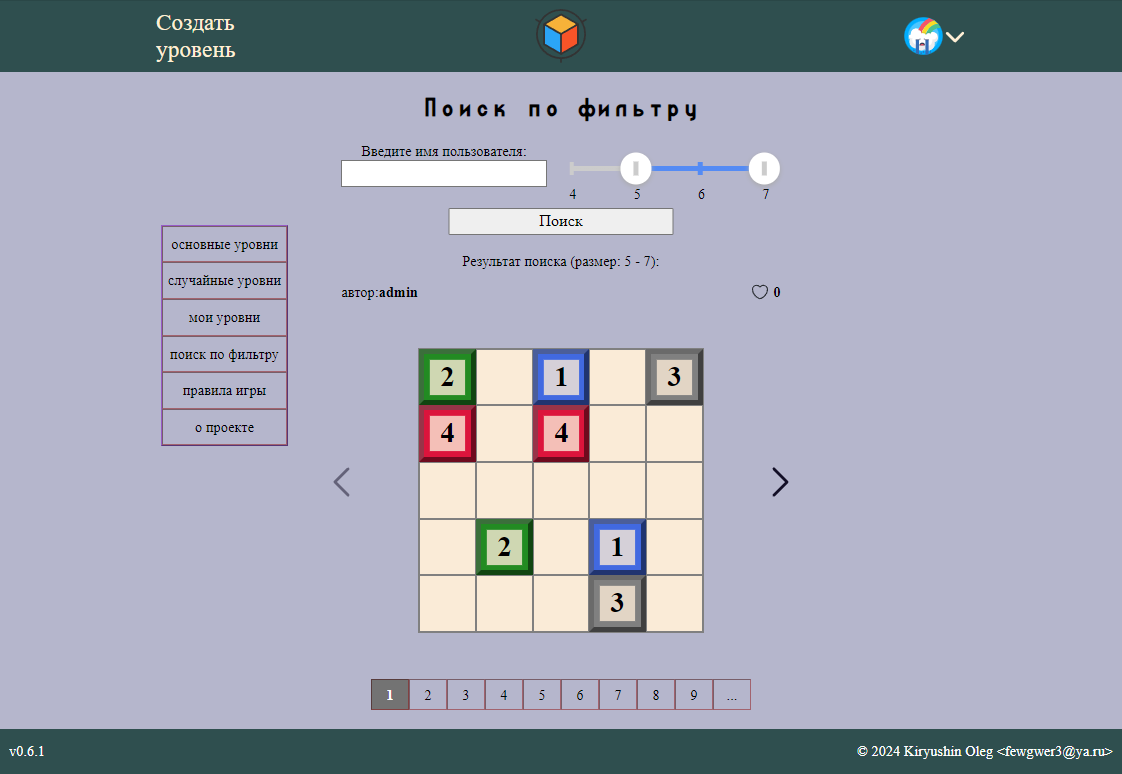 Создать
уровень
Поиск по фильтру
Введите имя пользователя:
4 5 6 7
Поиск
Результат поиска (размер: 5 - 7):
основные уровни
случайные уровни
мои уровни
поиск по фильтру
правила игры
о проекте
автор:admin
0
2 1 3
4 4
2 1
3
1 2 3 4 5 6 7 8 9 ...
v0.6.1
© 2024 Kiryushin Oleg <fewgwer3@ya.ru>